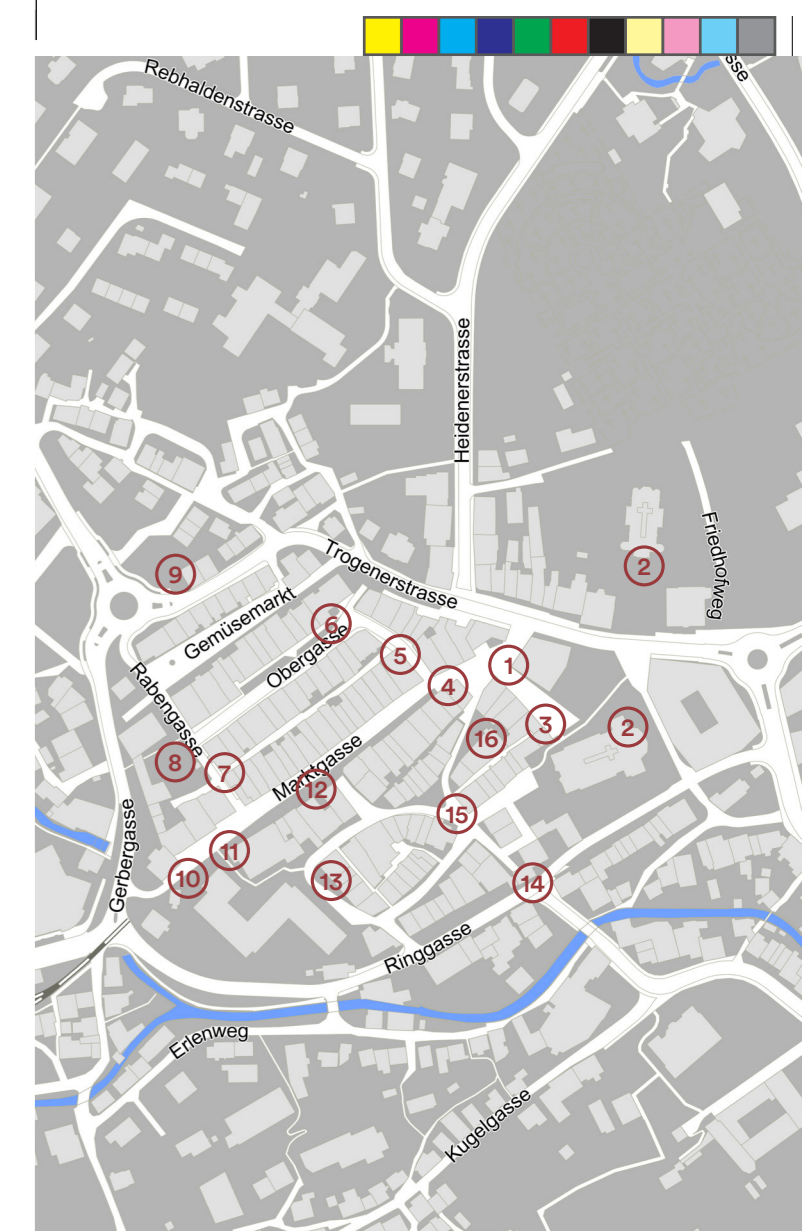 sse
Rebhaldenstrasse
Heidenerstrasse
Friedhofweg
Trogenerstrasse
2
9
Gemüsemarkt
6
Obergasse
5
1
4
Rabengasse
3
2
16
8
7
Marktgasse
12
15
Gerbergasse
11
10
13
14
Ringgasse
Erlenweg
Kugelgasse